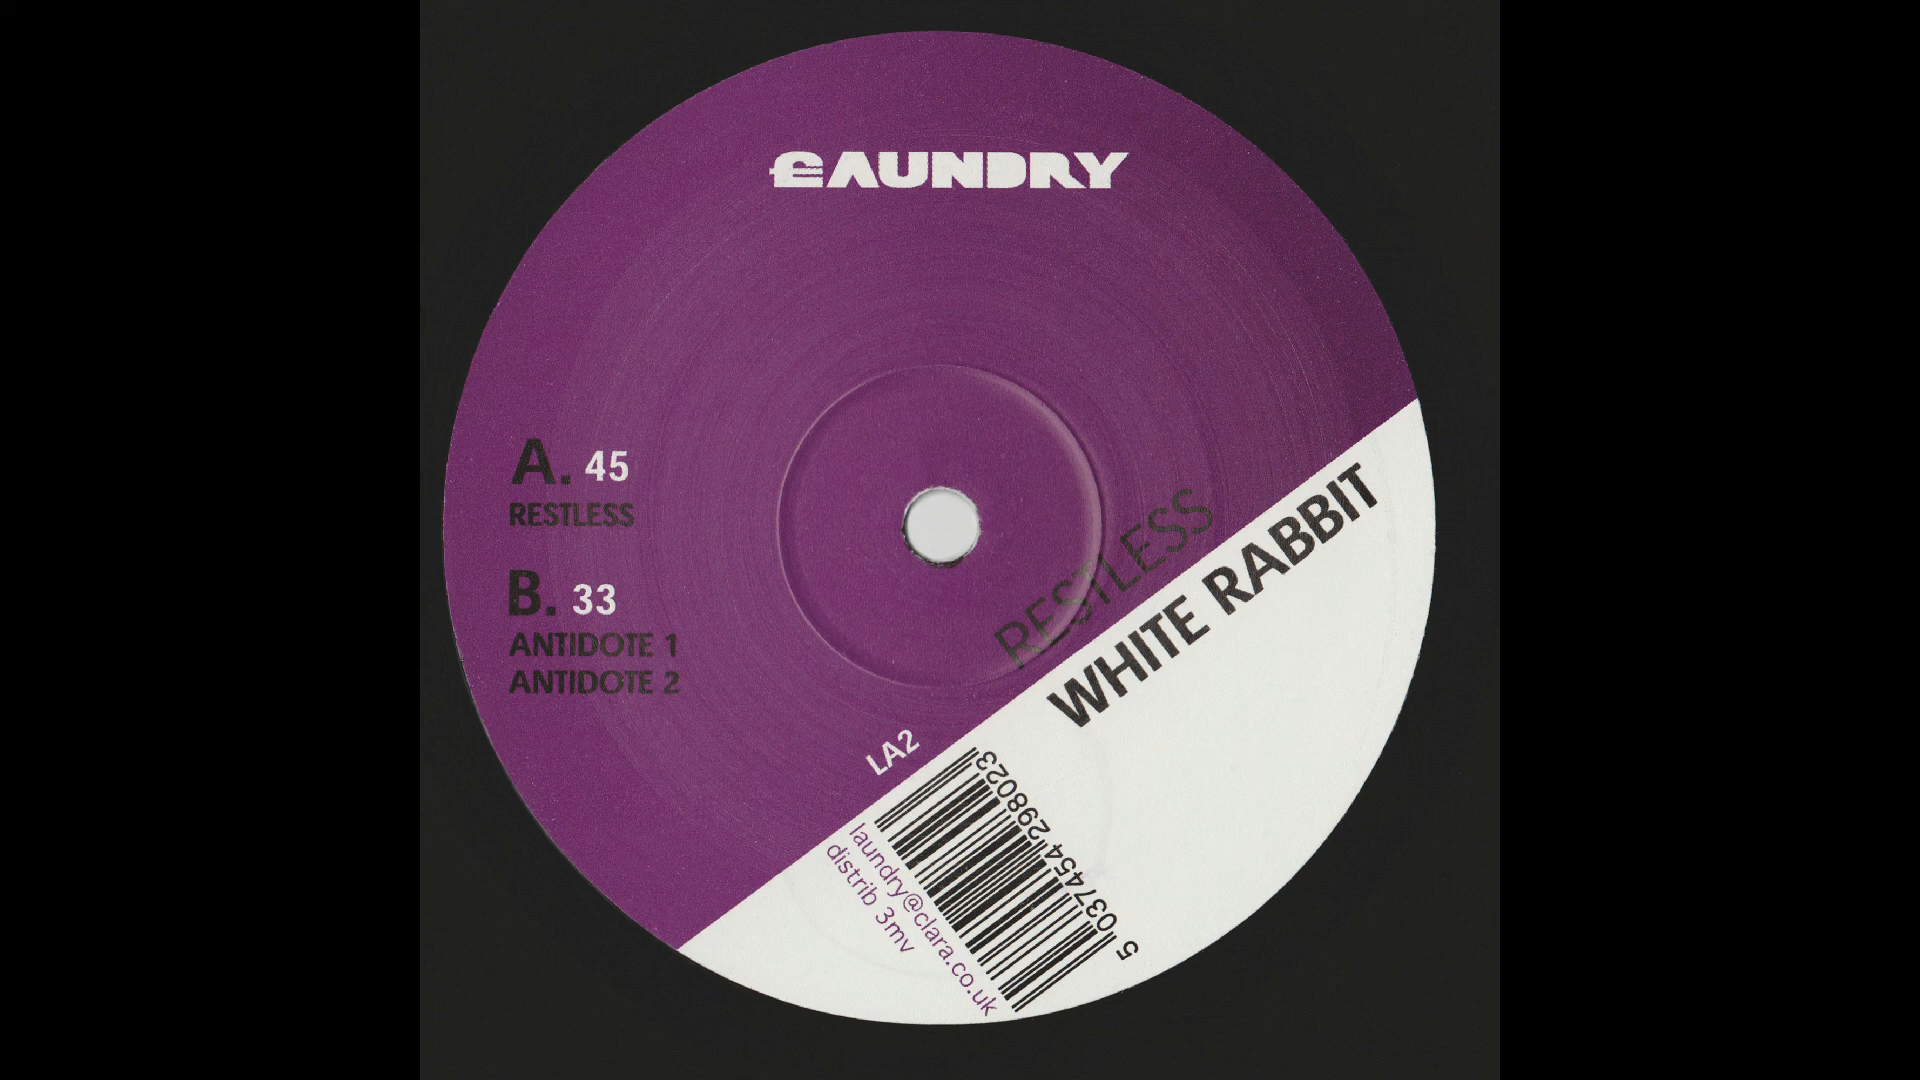 £AUNDRY
A. 45
RESTLESS
B. 33
ANTIDOTE 1
ANTIDOTE 2
RESTLESS
WHITE RABBIT
LA2
5 037454 298023
laundry@clara.co.uk
distrib 3mv